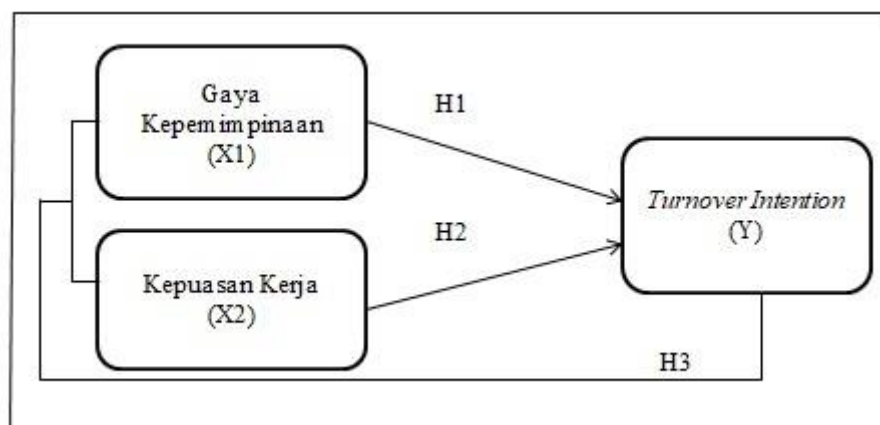 Gaya
Kepemimpinaan
(X1)
H1
Turnover Intention
(Y)
H2
Kepuasan Kerja
(X2)
H3